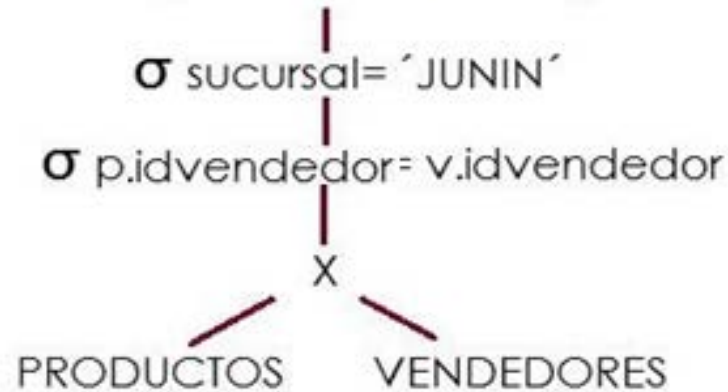 σ sucursal= ´JUNIN´
σ p.idvendedor= v.idvendedor
X
PRODUCTOS VENDEDORES